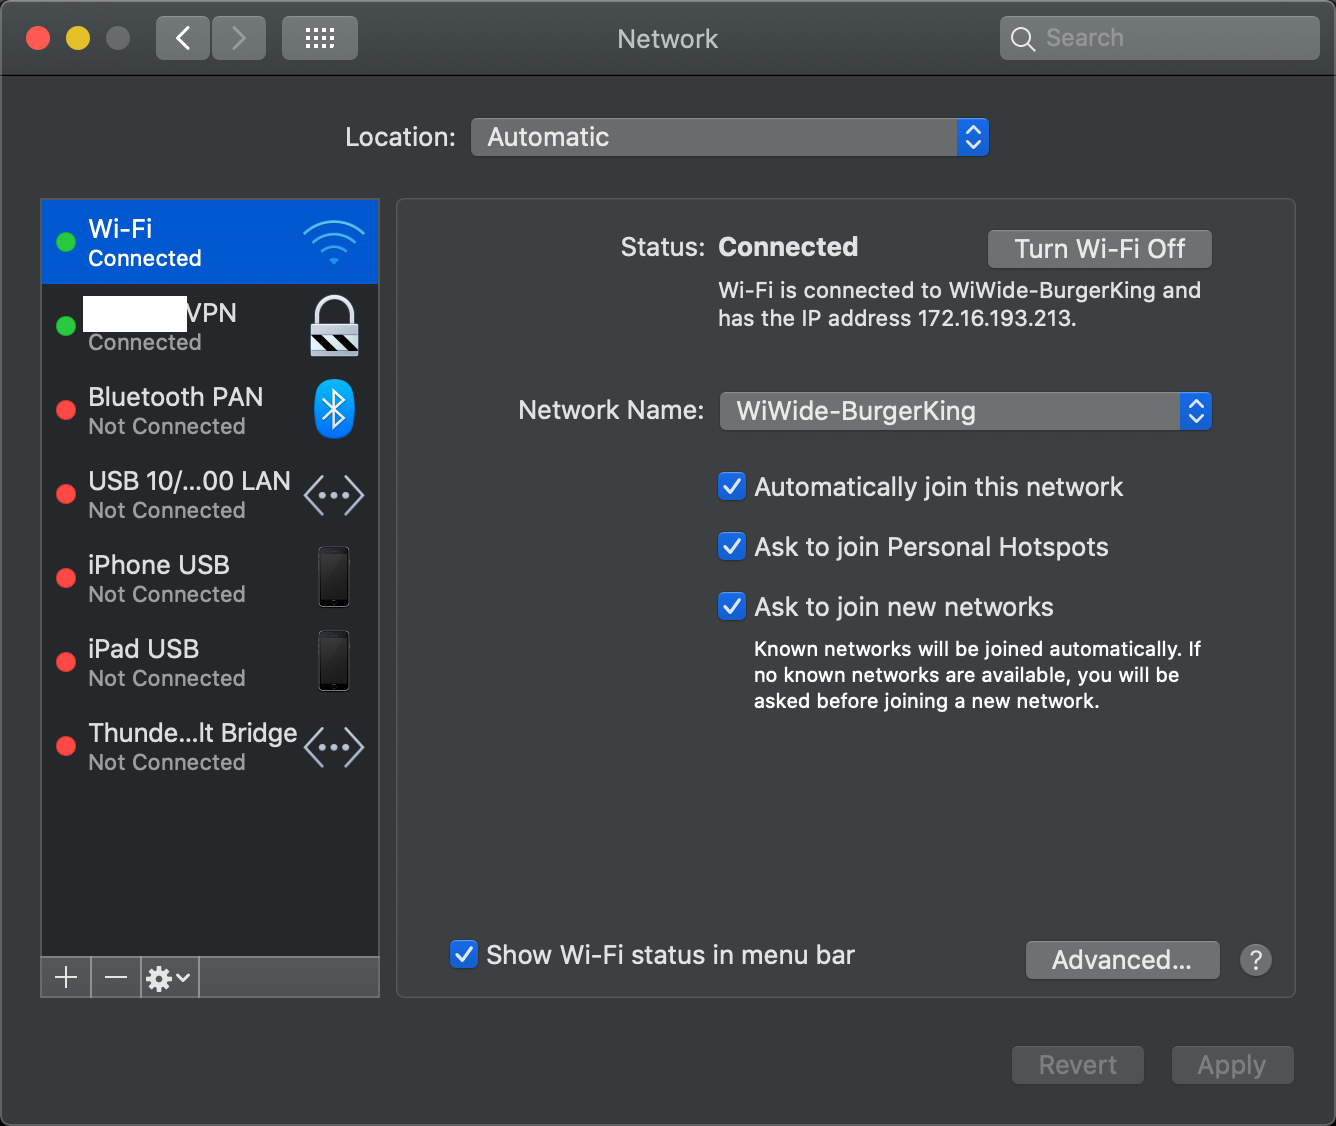 Network
Search
Location:
Automatic
Wi-Fi
Connected
VPN
Connected
Bluetooth PAN
Not Connected
USB 10/...00 LAN
Not Connected
iPhone USB
Not Connected
iPad USB
Not Connected
Thunde...lt Bridge
Not Connected
Status: Connected
Turn Wi-Fi Off
Wi-Fi is connected to WiWide-BurgerKing and
has the IP address 172.16.193.213.
Network Name:
WiWide-BurgerKing
Automatically join this network
Ask to join Personal Hotspots
Ask to join new networks
Known networks will be joined automatically. If
no known networks are available, you will be
asked before joining a new network.
Show Wi-Fi status in menu bar
Advanced...
?
Revert
Apply